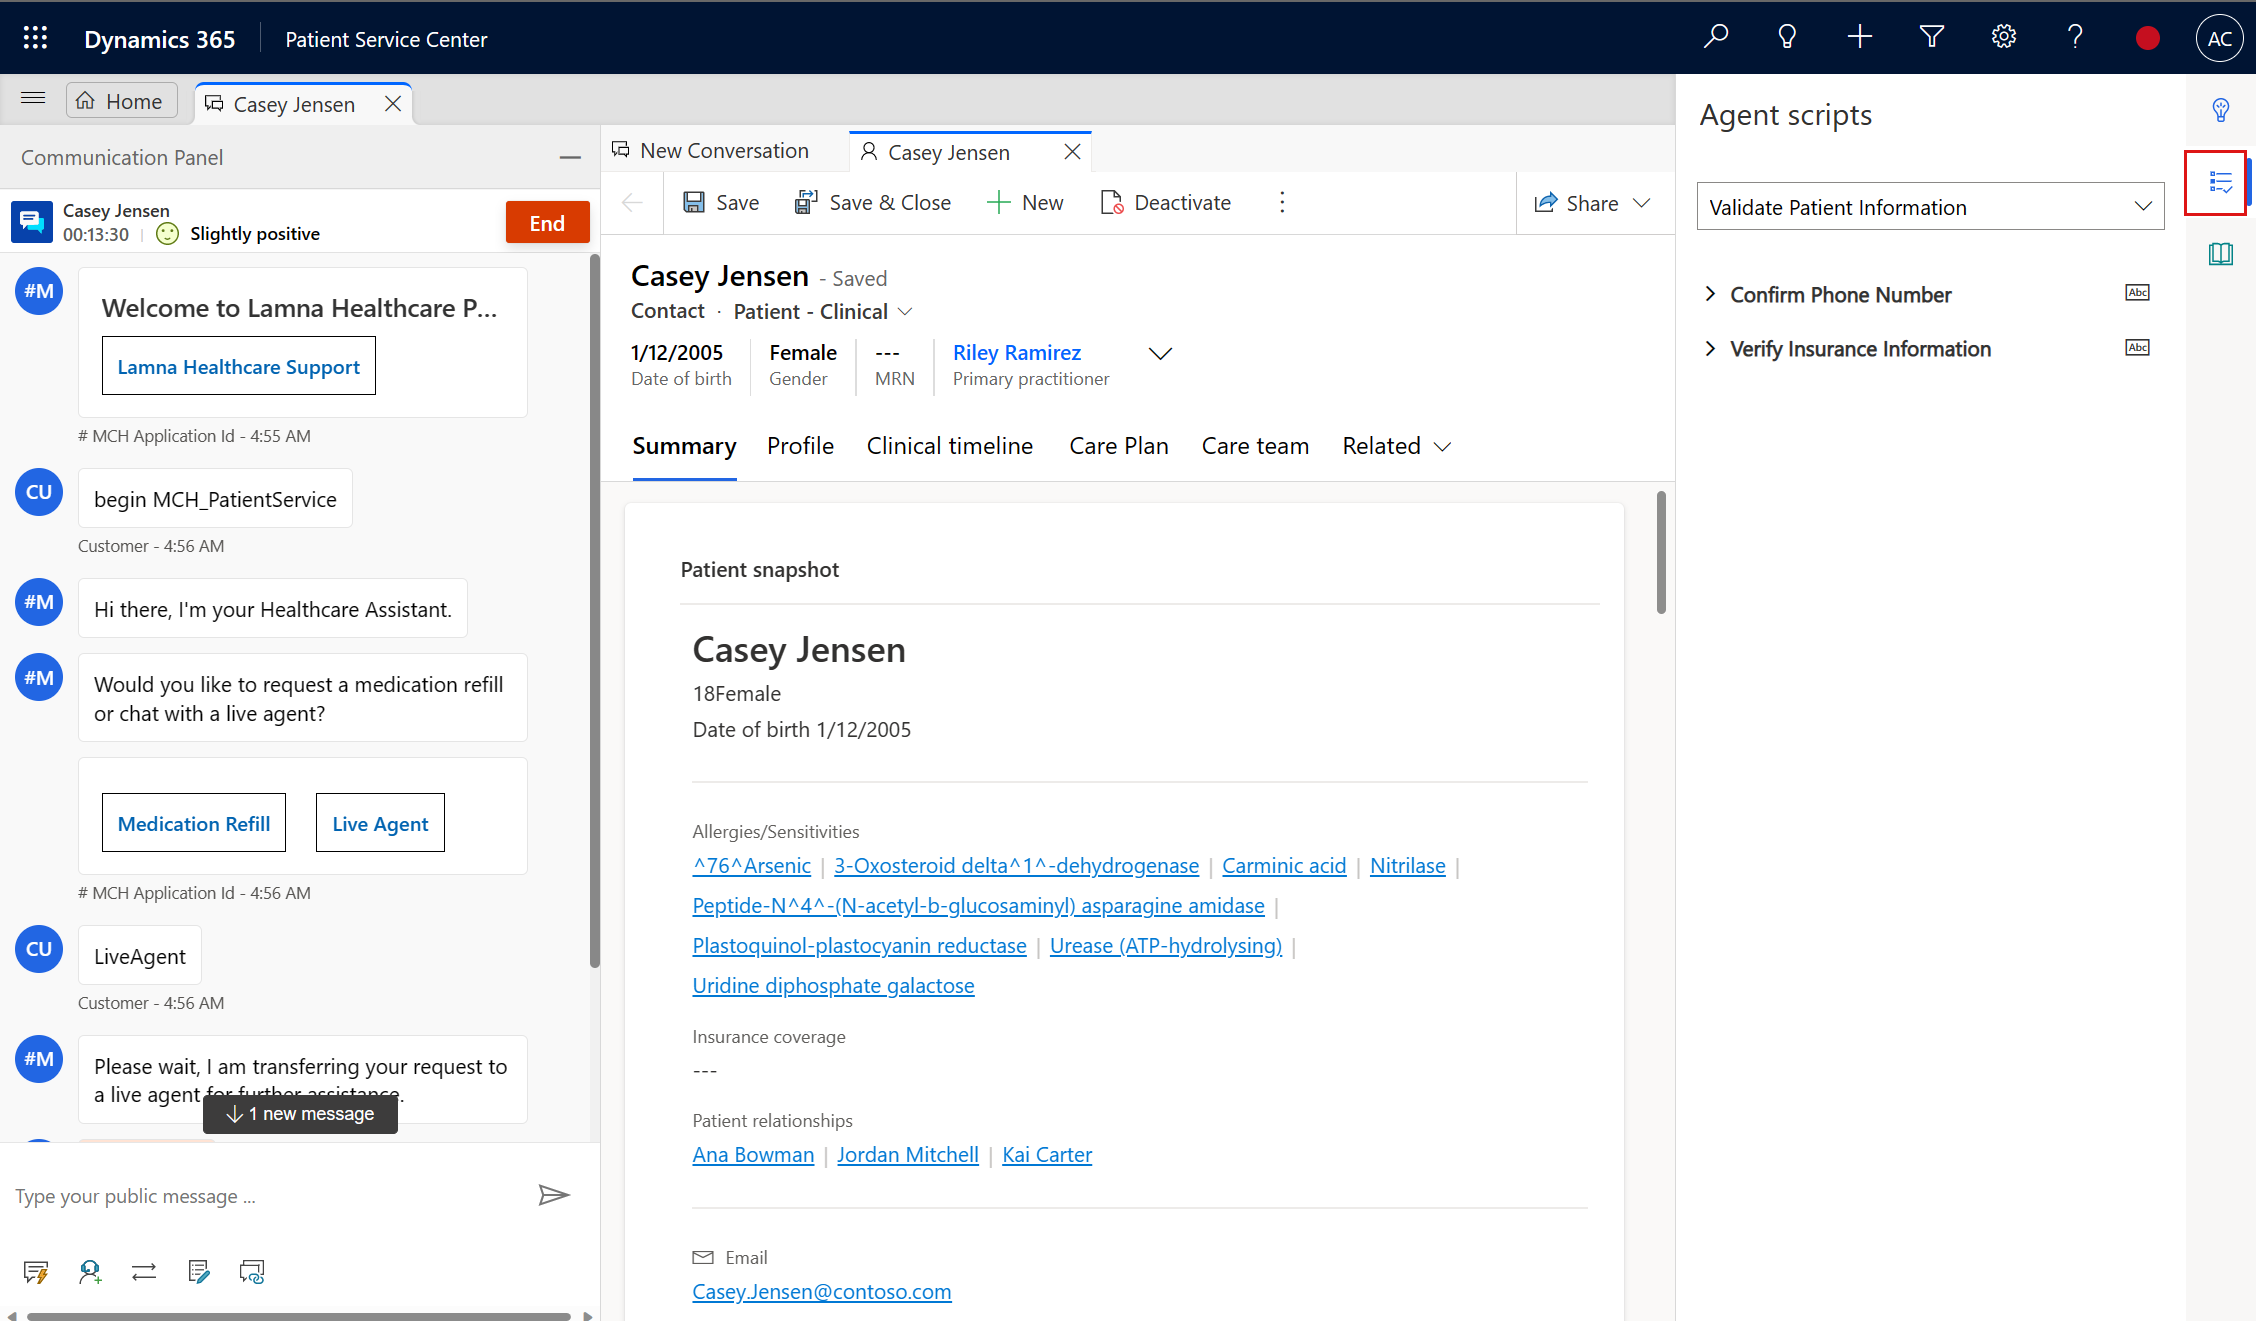 Dynamics 365
Patient Service Center
AC
Home
Casey Jensen
Communication Panel
Casey Jensen
00:13:30
Slightly positive
End
#M
Welcome to Lamna Healthcare P...
Lamna Healthcare Support
# MCH Application Id - 4:55 AM
CU
begin MCH_PatientService
Customer - 4:56 AM
#M
Hi there, I'm your Healthcare Assistant.
#M
Would you like to request a medication refill
or chat with a live agent?
Medication Refill
Live Agent
# MCH Application Id - 4:56 AM
CU
LiveAgent
Customer - 4:56 AM
#M
Please wait, I am transferring your request to
a live agent for further assistance.
1 new message
Type your public message ...
New Conversation
Casey Jensen
Save
Save & Close
New
Deactivate
Share
Casey Jensen - Saved
Contact · Patient - Clinical
1/12/2005
Date of birth
Female
Gender
---
MRN
Riley Ramirez
Primary practitioner
Summary
Profile
Clinical timeline
Care Plan
Care team
Related
Patient snapshot
Casey Jensen
18Female
Date of birth 1/12/2005
Allergies/Sensitivities
^76^Arsenic | 3-Oxosteroid delta^1^-dehydrogenase | Carminic acid | Nitrilase |
Peptide-N^4^-(N-acetyl-b-glucosaminyl) asparagine amidase |
Plastoquinol-plastocyanin reductase | Urease (ATP-hydrolysing) |
Uridine diphosphate galactose
Insurance coverage
---
Patient relationships
Ana Bowman | Jordan Mitchell | Kai Carter
Email
Casey.Jensen@contoso.com
Agent scripts
Validate Patient Information
Confirm Phone Number
Abc
Verify Insurance Information
Abc